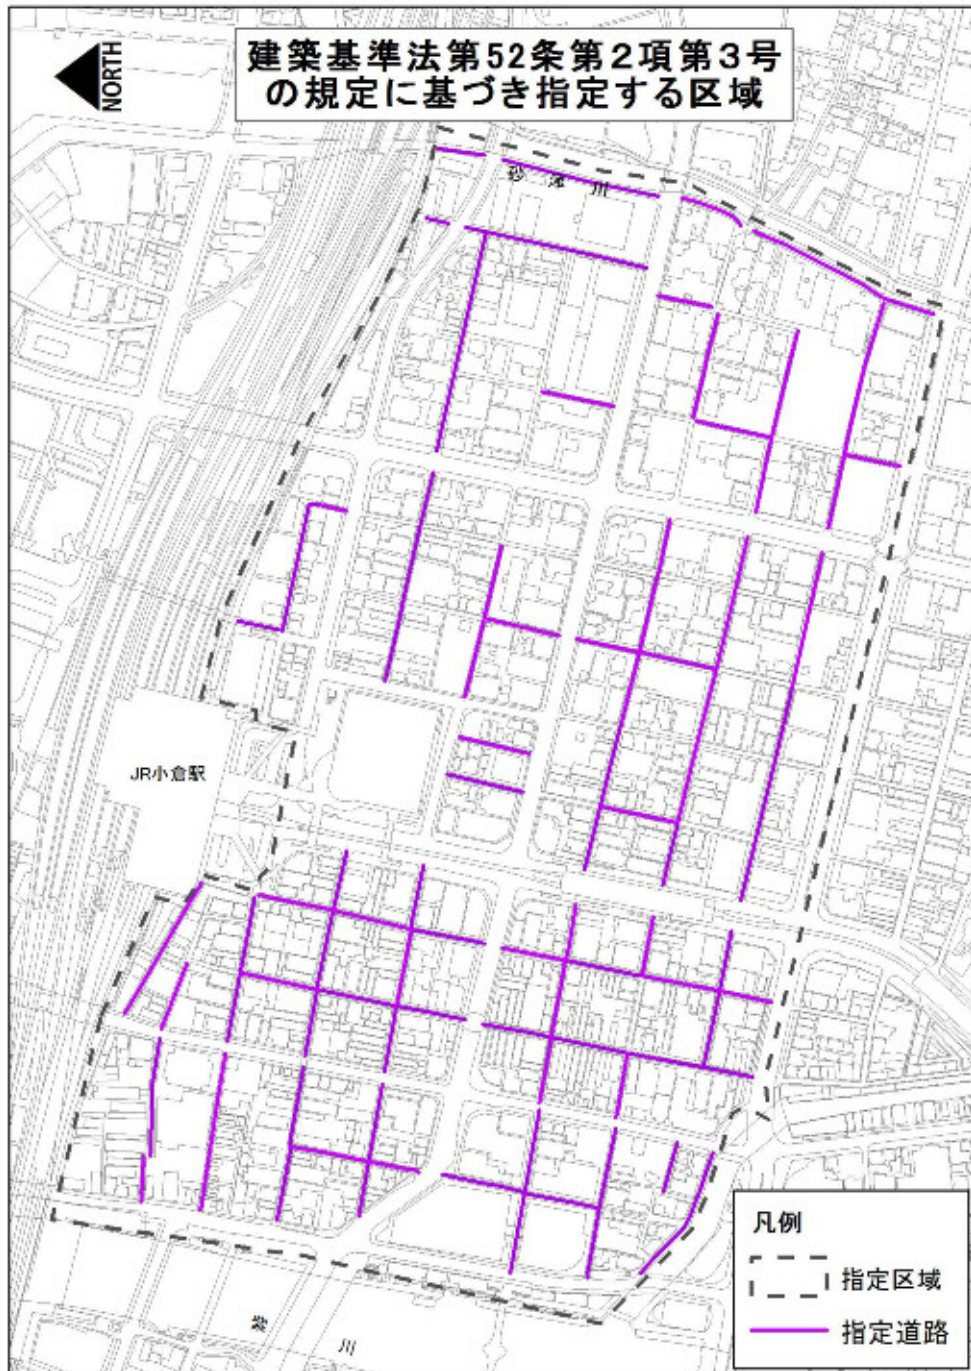 NORTH
建築基準法第52条第2項第3号
の規定に基づき指定する区域
砂津川
JR小倉駅
凡例
指定区域
指定道路
紫川